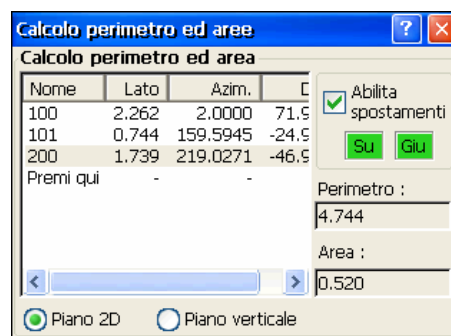 Calcolo perimetro ed aree
Calcolo perimetro ed area
Nome Lato Azim.
100 2.262 2.0000 71.9
101 0.744 159.5945 -24.9
200 1.739 219.0271 -46.9
Premi qui - -
Abilita
spostamenti
Su Giu
Perimetro :
4.744
Area :
0.520
Piano 2D Piano verticale